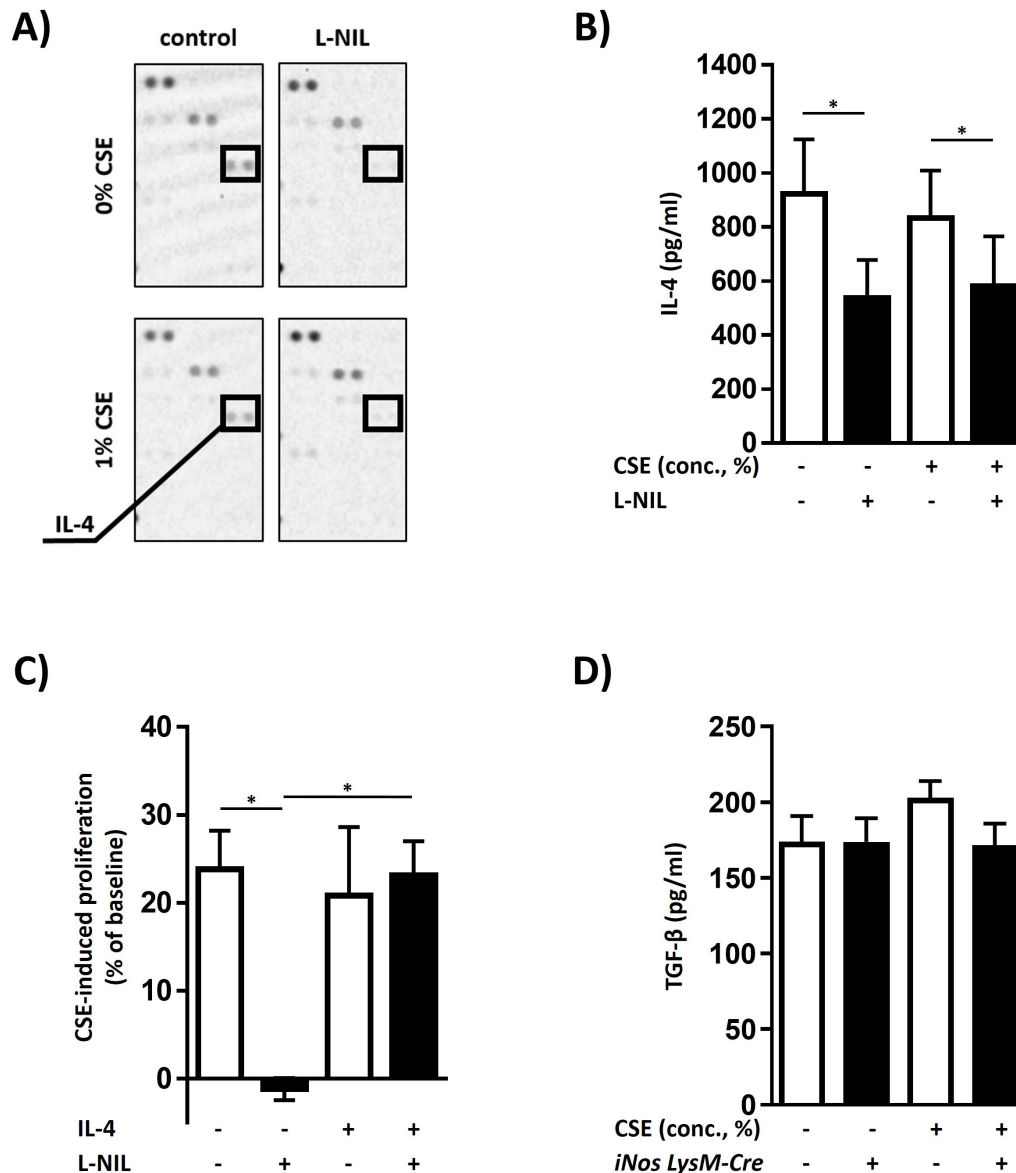 A)
control L-NIL
0% CSE
1% CSE
IL-4
B)
IL-4 (pg/ml)
1400
1200
1000
800
600
400
200
0
* *
CSE (conc., %) - - + +
L-NIL - + - +
C)
CSE-induced proliferation
(% of baseline)
40
30
20
10
0
* *
IL-4 - - + +
L-NIL - + - +
D)
TGF-β (pg/ml)
250
200
150
100
50
0
CSE (conc., %) - - + +
iNos LysM-Cre - + - +